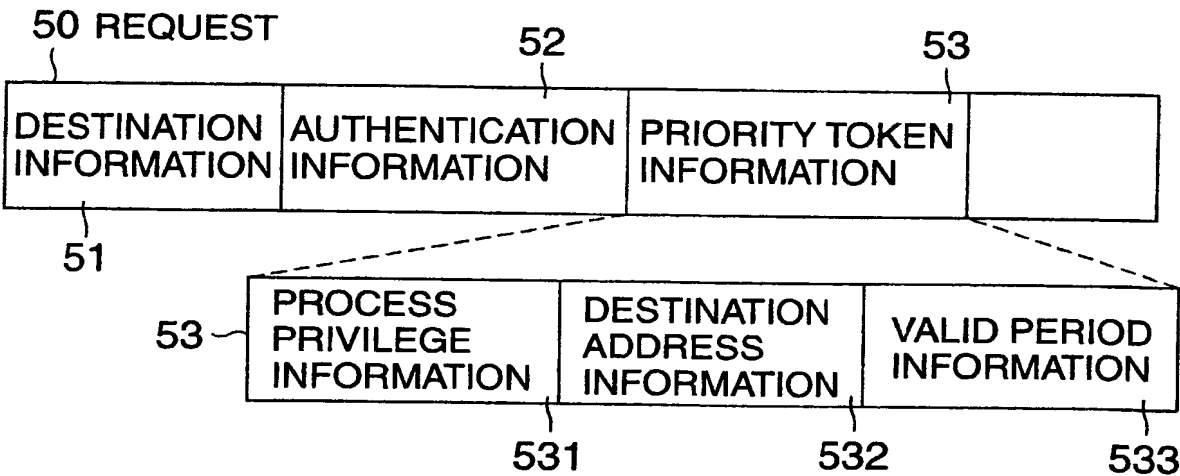 50 REQUEST
52
53
DESTINATION
INFORMATION
AUTHENTICATION
INFORMATION
PRIORITY TOKEN
INFORMATION
51
53
PROCESS
PRIVILEGE
INFORMATION
DESTINATION
ADDRESS
INFORMATION
VALID PERIOD
INFORMATION
531
532
533